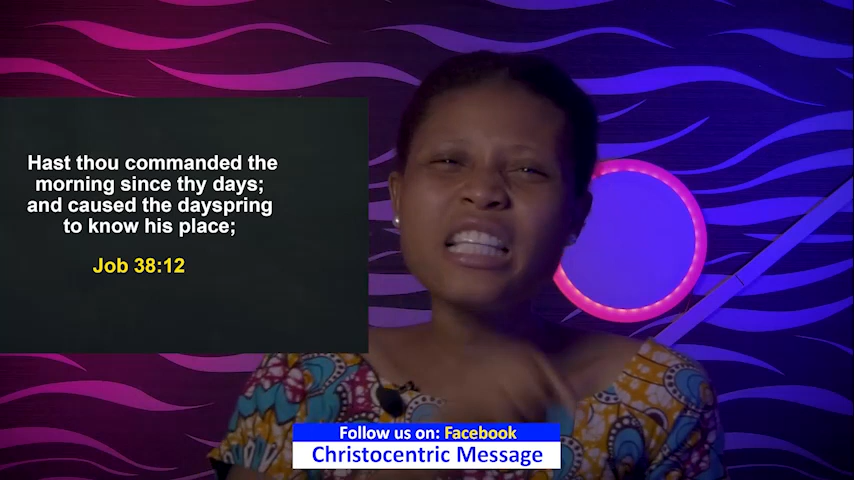 Hast thou commanded the
morning since thy days;
and caused the dayspring
to know his place;
Job 38:12
Follow us on: Facebook
Christocentric Message